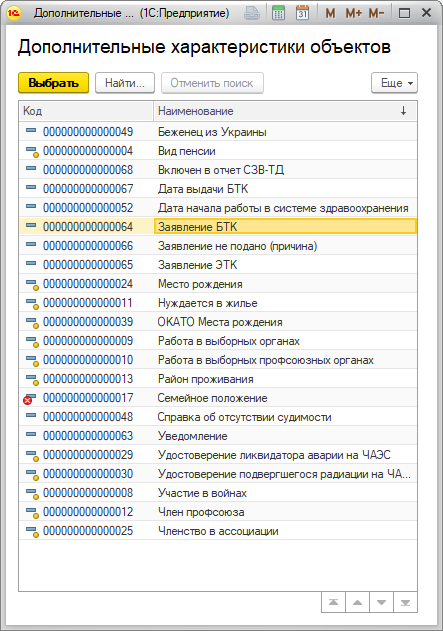 Дополнительные ... (1С:Предприятие)
31
M M+ M-
Дополнительные характеристики объектов
Выбрать Найти... Отменить поиск Еще
Код Наименование
000000000000049 Беженец из Украины
000000000000004 Вид пенсии
000000000000068 Включен в отчет СЗВ-ТД
000000000000067 Дата выдачи БТК
000000000000052 Дата начала работы в системе здравоохранения
000000000000064 Заявление БТК
000000000000066 Заявление не подано (причина)
000000000000065 Заявление ЭТК
000000000000024 Место рождения
000000000000011 Нуждается в жилье
000000000000039 ОКАТО Места рождения
000000000000009 Работа в выборных органах
000000000000010 Работа в выборных профсоюзных органах
000000000000013 Район проживания
000000000000017 Семейное положение
000000000000048 Справка об отсутствии судимости
000000000000063 Уведомление
000000000000029 Удостоверение ликвидатора аварии на ЧАЭС
000000000000030 Удостоверение подвергшегося радиации на ЧА...
000000000000008 Участие в войнах
000000000000012 Член профсоюза
000000000000025 Членство в ассоциации